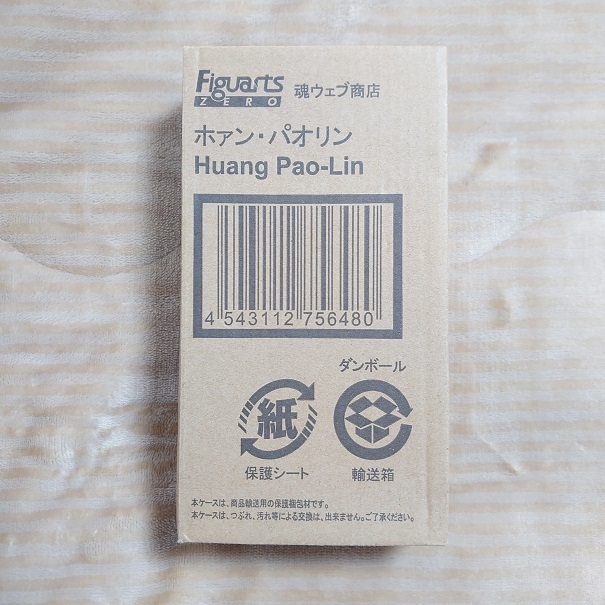 Figuarts ZERO 魂ウェブ商店
ホァン・パオリン
Huang Pao-Lin
4 543112 756480
ダンボール
紙
保護シート 輸送箱
本ケースは、商品輸送用の保護梱包材です。
本ケースは、つぶれ、汚れ等による交換は、出来ません。ご了承ください。